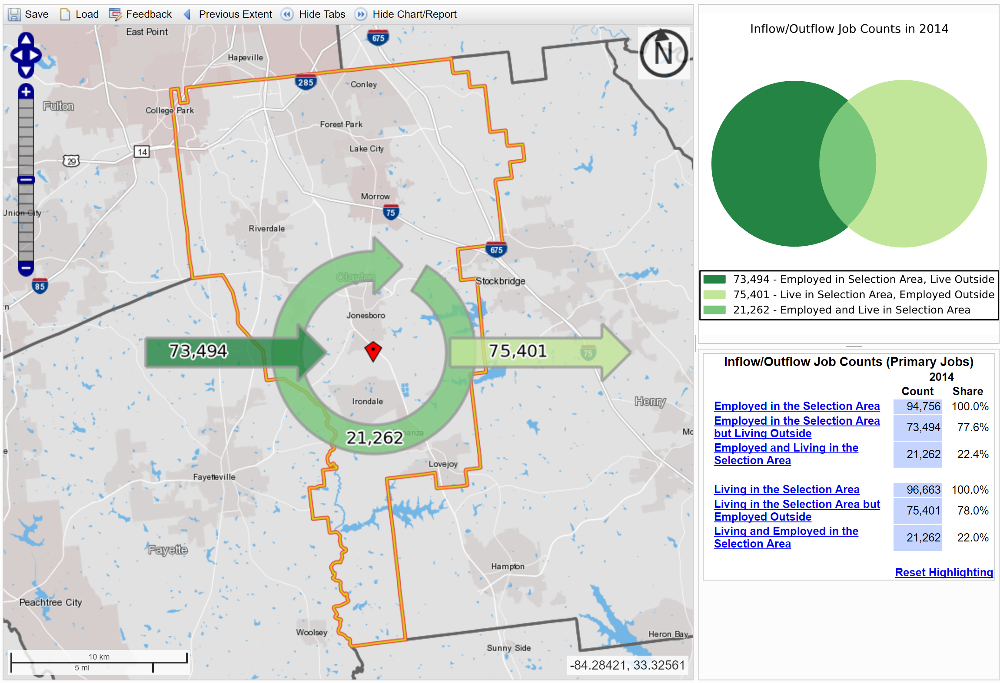 Save Load Feedback Previous Extent Hide Tabs Hide Chart/Report
East Point
675
Hapeville
N
285
Conley
Fulton
College Park
Forest Park
Lake City
14
29
Morrow
75
Union City
Riverdale
675
Clayton
Stockbridge
85
Jonesboro
73,494
75,401
75
Irondale
Henry
21,262
Lovejoy
Fayetteville
Fayette
Hampton
Peachtree City
Woolsey
Heron Bay
Sunny Side
10 km
5 mi
-84.28421, 33.32561
Inflow/Outflow Job Counts in 2014
73,494 - Employed in Selection Area, Live Outside
75,401 - Live in Selection Area, Employed Outside
21,262 - Employed and Live in Selection Area
Inflow/Outflow Job Counts (Primary Jobs)
2014
Count Share
Employed in the Selection Area 94,756 100.0%
Employed in the Selection Area
but Living Outside 73,494 77.6%
Employed and Living in the
Selection Area 21,262 22.4%
Living in the Selection Area 96,663 100.0%
Living in the Selection Area but
Employed Outside 75,401 78.0%
Living and Employed in the
Selection Area 21,262 22.0%
Reset Highlighting